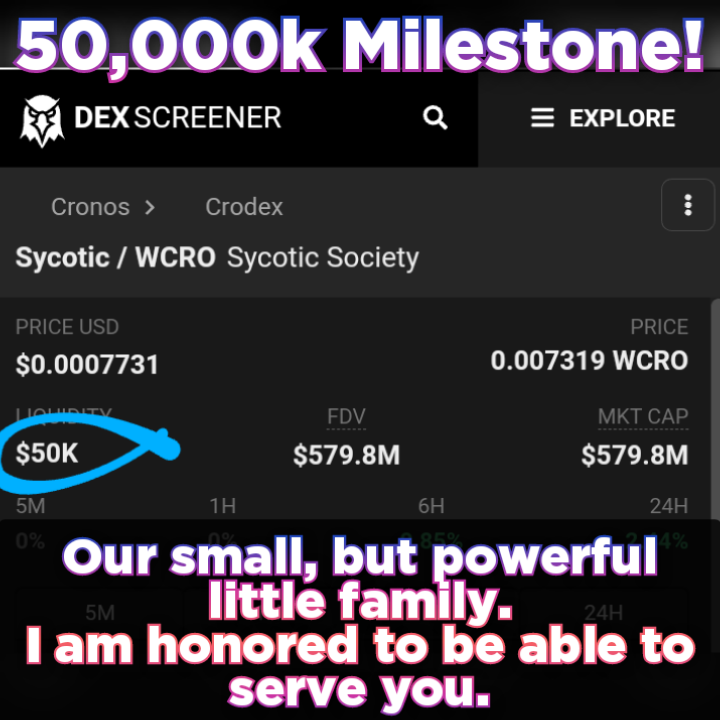 50,000k Milestone!
DEX SCREENER
EXPLORE
Cronos > Crodex
Sycotic / WCRO Sycotic Society
PRICE USD PRICE
$0.0007731 0.007319 WCRO
LIQUIDITY FDV MKT CAP
$50K $579.8M $579.8M
5M 1H 6H 24H
0% 0%
Our small, but powerful
little family.
5M 24H
I am honored to be able to
serve you.